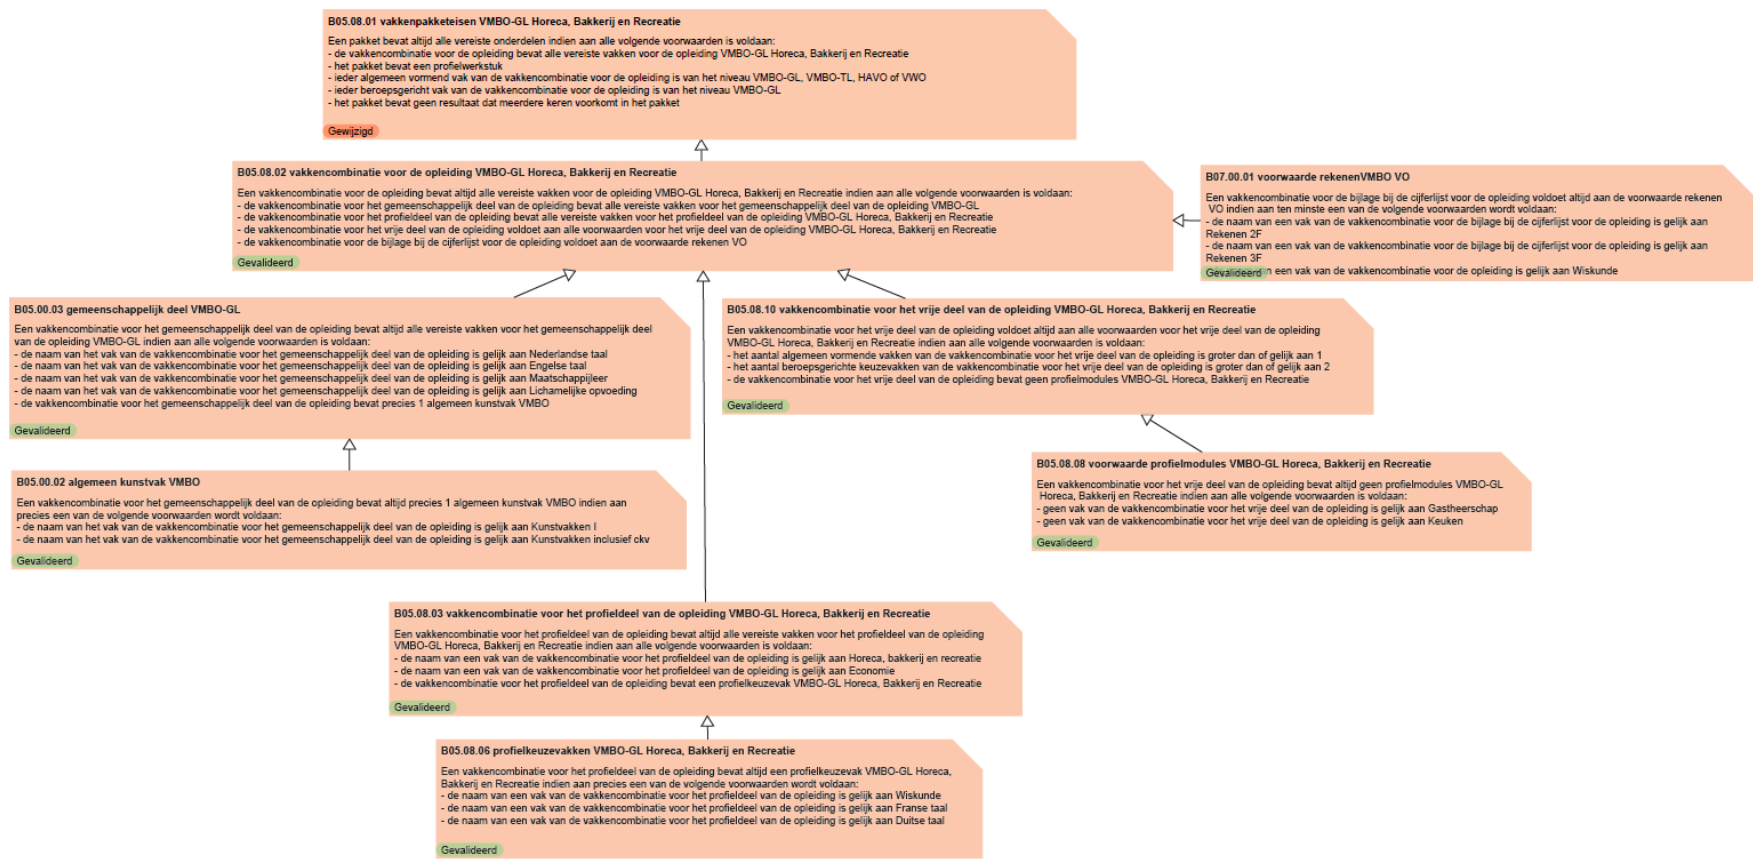 B05.08.01 vakkenpakketeisen VMBO-GL Horeca, Bakkerij en Recreatie
Een pakket bevat altijd alle vereiste onderdelen indien aan alle volgende voorwaarden is voldaan:
- de vakkencombinatie voor de opleiding bevat alle vereiste vakken voor de opleiding VMBO-GL Horeca, Bakkerij en Recreatie
- het pakket bevat een profielwerkstuk
- ieder algemeen vormend vak van de vakkencombinatie voor de opleiding is van het niveau VMBO-GL, VMBO-TL, HAVO of VWO
- ieder beroepsgericht vak van de vakkencombinatie voor de opleiding is van het niveau VMBO-GL
- het pakket bevat geen resultaat dat meerdere keren voorkomt in het pakket
Gewijzigd
B05.08.02 vakkencombinatie voor de opleiding VMBO-GL Horeca, Bakkerij en Recreatie
Een vakkencombinatie voor de opleiding bevat altijd alle vereiste vakken voor de opleiding VMBO-GL Horeca, Bakkerij en Recreatie indien aan alle volgende voorwaarden is voldaan:
- de vakkencombinatie voor het gemeenschappelijk deel van de opleiding bevat alle vereiste vakken voor het gemeenschappelijk deel van de opleiding VMBO-GL
- de vakkencombinatie voor het profieldeel van de opleiding bevat alle vereiste vakken voor het profieldeel van de opleiding VMBO-GL Horeca, Bakkerij en Recreatie
- de vakkencombinatie voor het vrije deel van de opleiding voldoet aan alle voorwaarden voor het vrije deel van de opleiding VMBO-GL Horeca, Bakkerij en Recreatie
- de vakkencombinatie voor de bijlage bij de cijferlijst voor de opleiding voldoet aan de voorwaarde rekenen VO
Gevalideerd
B07.00.01 voorwaarde rekenenVMBO VO
Een vakkencombinatie voor de bijlage bij de cijferlijst voor de opleiding voldoet altijd aan de voorwaarde rekenen
VO indien aan ten minste een van de volgende voorwaarden wordt voldaan:
- de naam van een vak van de vakkencombinatie voor de bijlage bij de cijferlijst voor de opleiding is gelijk aan
Rekenen 2F
- de naam van een vak van de vakkencombinatie voor de bijlage bij de cijferlijst voor de opleiding is gelijk aan
Rekenen 3F
een vak van de vakkencombinatie voor de opleiding is gelijk aan Wiskunde
Gevalideerd
B05.00.03 gemeenschappelijk deel VMBO-GL
Een vakkencombinatie voor het gemeenschappelijk deel van de opleiding bevat altijd alle vereiste vakken voor het gemeenschappelijk deel
van de opleiding VMBO-GL indien aan alle volgende voorwaarden is voldaan:
- de naam van het vak van de vakkencombinatie voor het gemeenschappelijk deel van de opleiding is gelijk aan Nederlandse taal
- de naam van het vak van de vakkencombinatie voor het gemeenschappelijk deel van de opleiding is gelijk aan Engelse taal
- de naam van het vak van de vakkencombinatie voor het gemeenschappelijk deel van de opleiding is gelijk aan Maatschappijleer
- de naam van het vak van de vakkencombinatie voor het gemeenschappelijk deel van de opleiding is gelijk aan Lichamelijke opvoeding
- de vakkencombinatie voor het gemeenschappelijk deel van de opleiding bevat precies 1 algemeen kunstvak VMBO
Gevalideerd
B05.08.10 vakkencombinatie voor het vrije deel van de opleiding VMBO-GL Horeca, Bakkerij en Recreatie
Een vakkencombinatie voor het vrije deel van de opleiding voldoet altijd aan alle voorwaarden voor het vrije deel van de opleiding
VMBO-GL Horeca, Bakkerij en Recreatie indien aan alle volgende voorwaarden is voldaan:
- het aantal algemeen vormende vakken van de vakkencombinatie voor het vrije deel van de opleiding is groter dan of gelijk aan 1
- het aantal beroepsgerichte keuzevakken van de vakkencombinatie voor het vrije deel van de opleiding is groter dan of gelijk aan 2
- de vakkencombinatie voor het vrije deel van de opleiding bevat geen profielmodules VMBO-GL Horeca, Bakkerij en Recreatie
Gevalideerd
B05.00.02 algemeen kunstvak VMBO
Een vakkencombinatie voor het gemeenschappelijk deel van de opleiding bevat altijd precies 1 algemeen kunstvak VMBO indien aan
precies een van de volgende voorwaarden wordt voldaan:
- de naam van het vak van de vakkencombinatie voor het gemeenschappelijk deel van de opleiding is gelijk aan Kunstvakken I
- de naam van het vak van de vakkencombinatie voor het gemeenschappelijk deel van de opleiding is gelijk aan Kunstvakken inclusief ckv
Gevalideerd
B05.08.08 voorwaarde profielmodules VMBO-GL Horeca, Bakkerij en Recreatie
Een vakkencombinatie voor het vrije deel van de opleiding bevat altijd geen profielmodules VMBO-GL
Horeca, Bakkerij en Recreatie indien aan alle volgende voorwaarden is voldaan:
- geen vak van de vakkencombinatie voor het vrije deel van de opleiding is gelijk aan Gastheerschap
- geen vak van de vakkencombinatie voor het vrije deel van de opleiding is gelijk aan Keuken
Gevalideerd
B05.08.03 vakkencombinatie voor het profieldeel van de opleiding VMBO-GL Horeca, Bakkerij en Recreatie
Een vakkencombinatie voor het profieldeel van de opleiding bevat altijd alle vereiste vakken voor het profieldeel van de opleiding
VMBO-GL Horeca, Bakkerij en Recreatie indien aan alle volgende voorwaarden is voldaan:
- de naam van een vak van de vakkencombinatie voor het profieldeel van de opleiding is gelijk aan Horeca, bakkerij en recreatie
- de naam van een vak van de vakkencombinatie voor het profieldeel van de opleiding is gelijk aan Economie
- de vakkencombinatie voor het profieldeel van de opleiding bevat een profielkeuzevak VMBO-GL Horeca, Bakkerij en Recreatie
Gevalideerd
B05.08.06 profielkeuzevakken VMBO-GL Horeca, Bakkerij en Recreatie
Een vakkencombinatie voor het profieldeel van de opleiding bevat altijd een profielkeuzevak VMBO-GL Horeca,
Bakkerij en Recreatie indien aan precies een van de volgende voorwaarden wordt voldaan:
- de naam van een vak van de vakkencombinatie voor het profieldeel van de opleiding is gelijk aan Wiskunde
- de naam van een vak van de vakkencombinatie voor het profieldeel van de opleiding is gelijk aan Franse taal
- de naam van een vak van de vakkencombinatie voor het profieldeel van de opleiding is gelijk aan Duitse taal
Gevalideerd